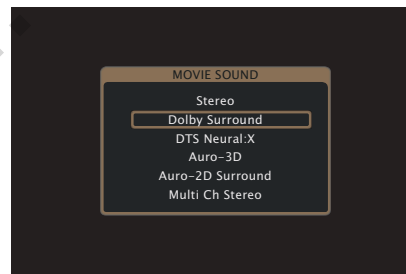 MOVIE SOUND
Stereo
Dolby Surround
DTS Neural:X
Auro-3D
Auro-2D Surround
Multi Ch Stereo